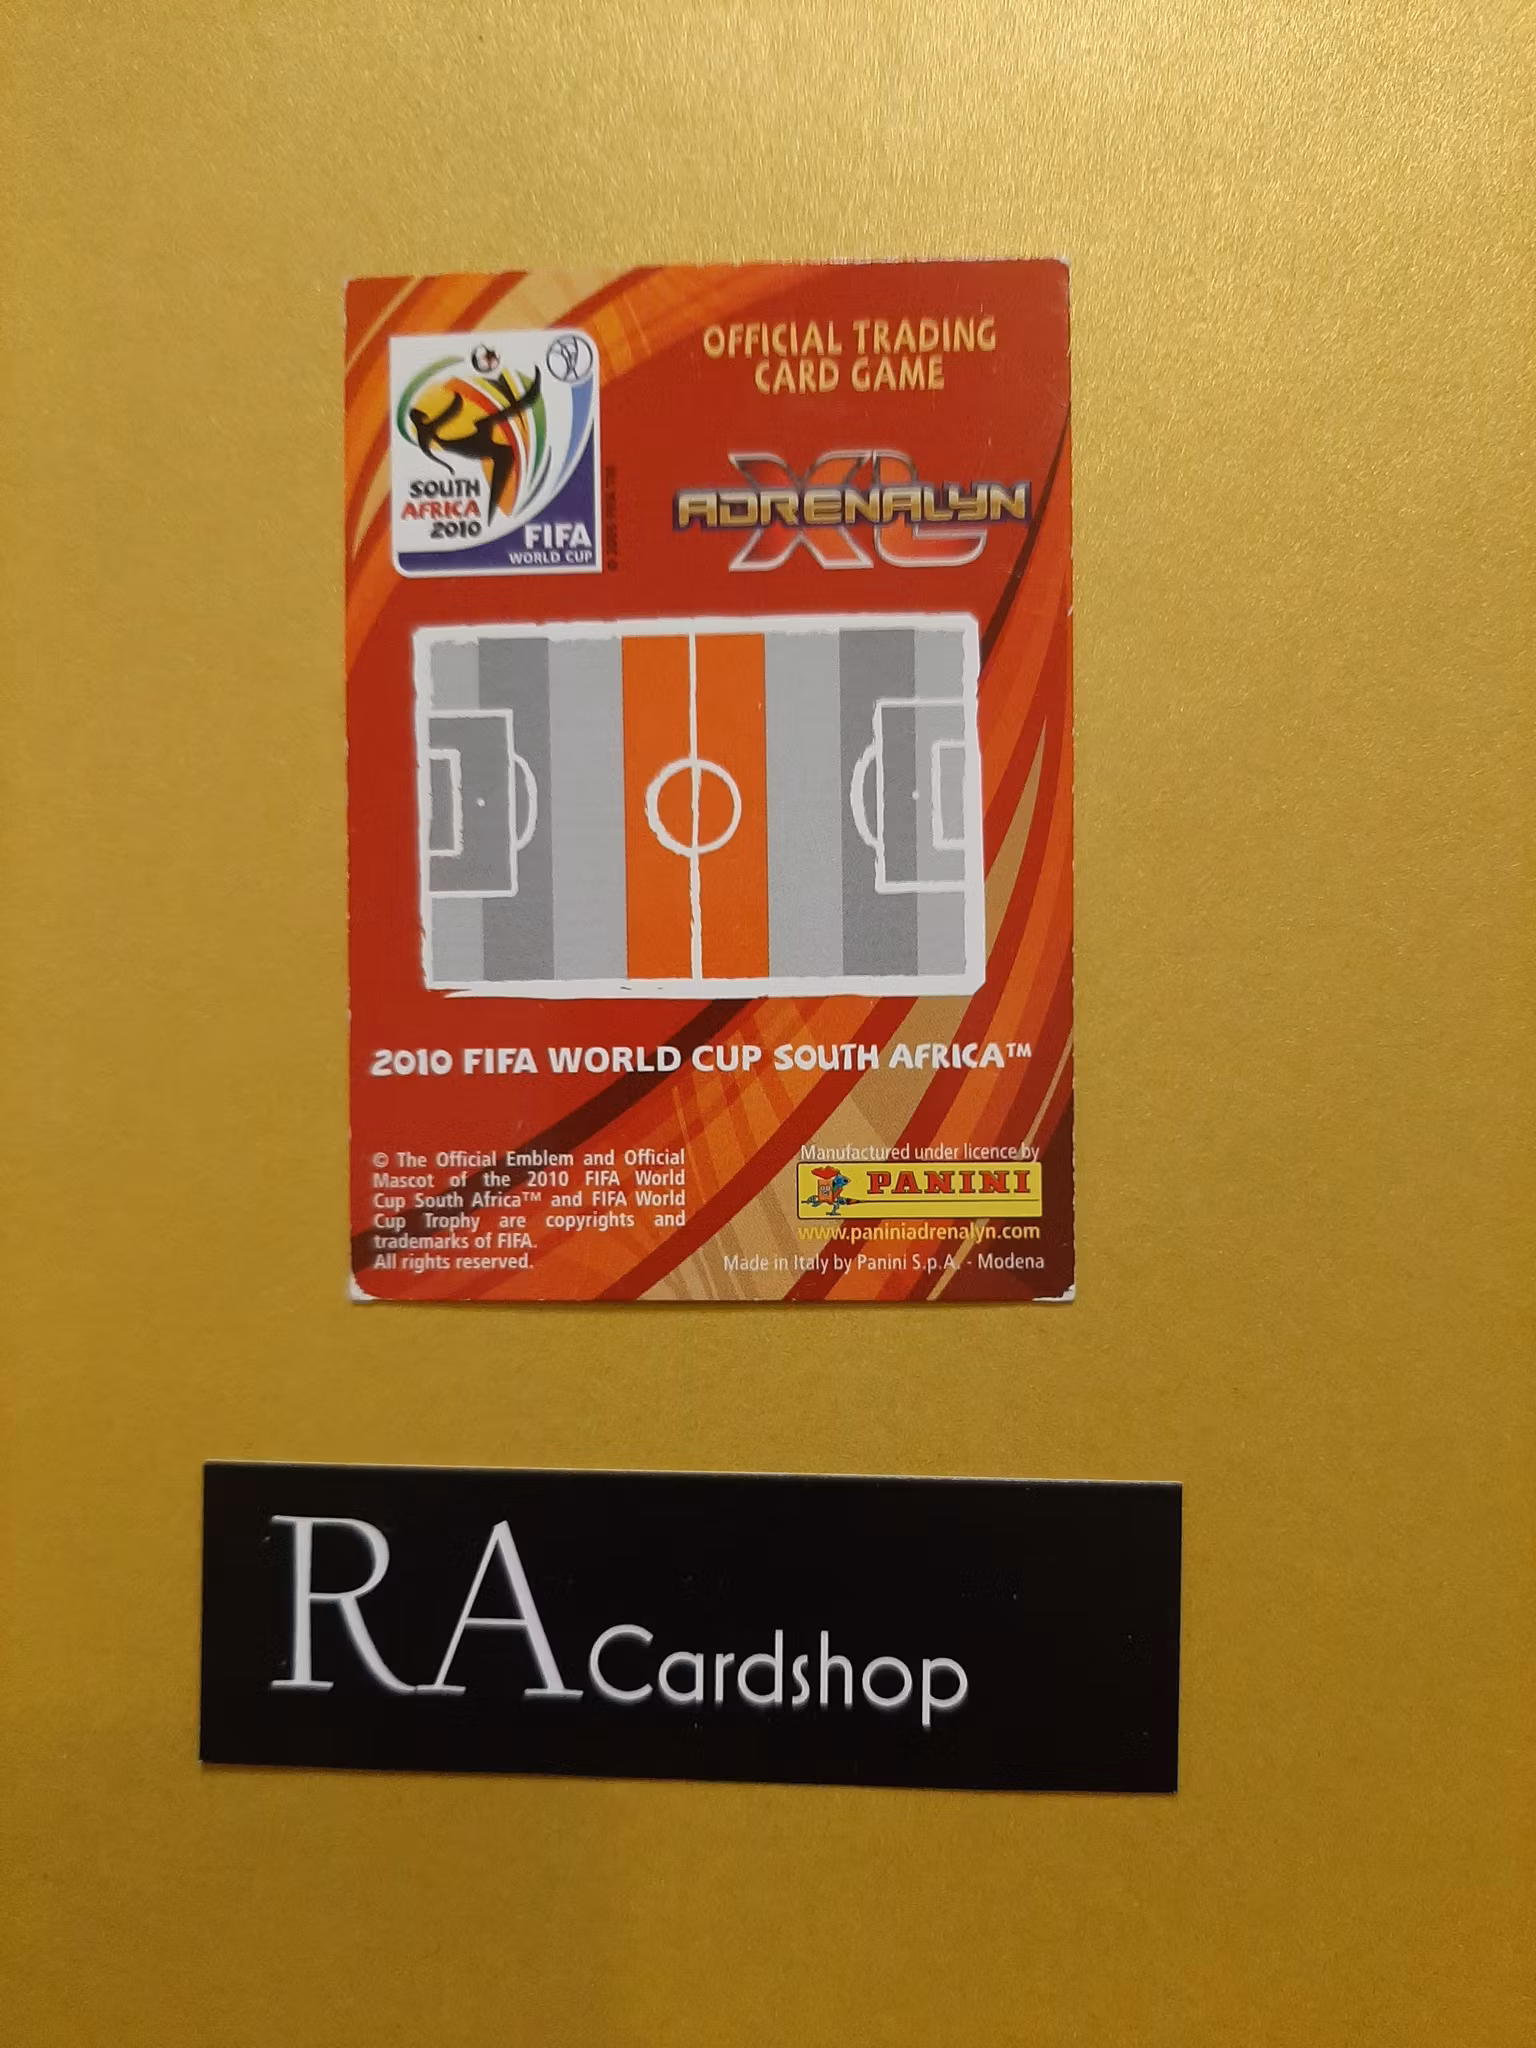 OFFICIAL TRADING
CARD GAME
SOUTH
AFRICA
2010
FIFA
WORLD CUP
XL
ADRENALYN
2010 FIFA WORLD CUP SOUTH AFRICA™
© The Official Emblem and Official
Mascot of the 2010 FIFA World
Cup South Africa™ and FIFA World
Cup Trophy are copyrights and
trademarks of FIFA.
All rights reserved.
Manufactured under licence by
PANINI
www.paniniadrenalyn.com
Made in Italy by Panini S.p.A. - Modena
RA Cardshop